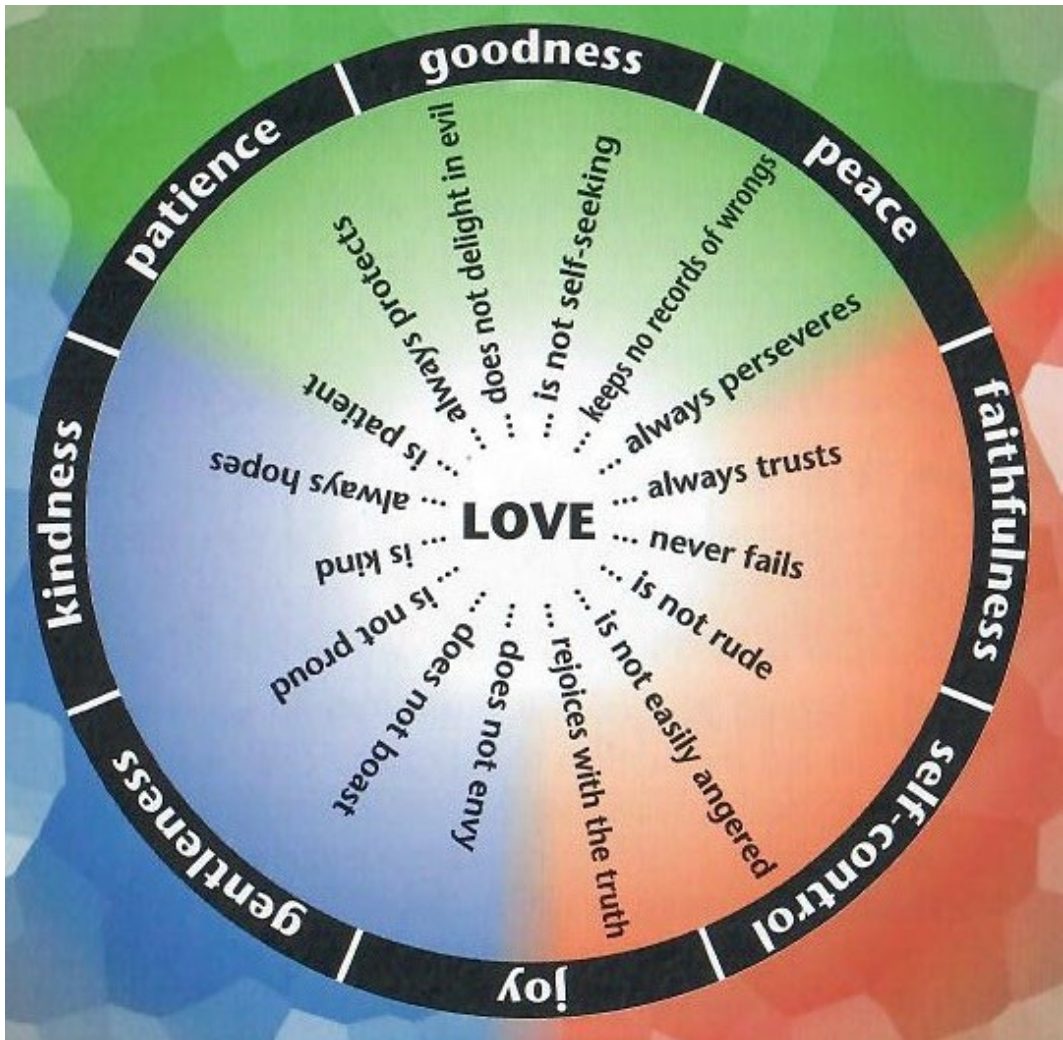 goodness
peace
faithfulness
self-control
joy
gentleness
kindness
patience
LOVE
... does not delight in evil
... is not self-seeking
... keeps no records of wrongs
... always perseveres
... always trusts
... never fails
... is not rude
... is not easily angered
... rejoices with the truth
... does not envy
... does not boast
... is not proud
... is kind
... always hopes
... is patient
... always protects